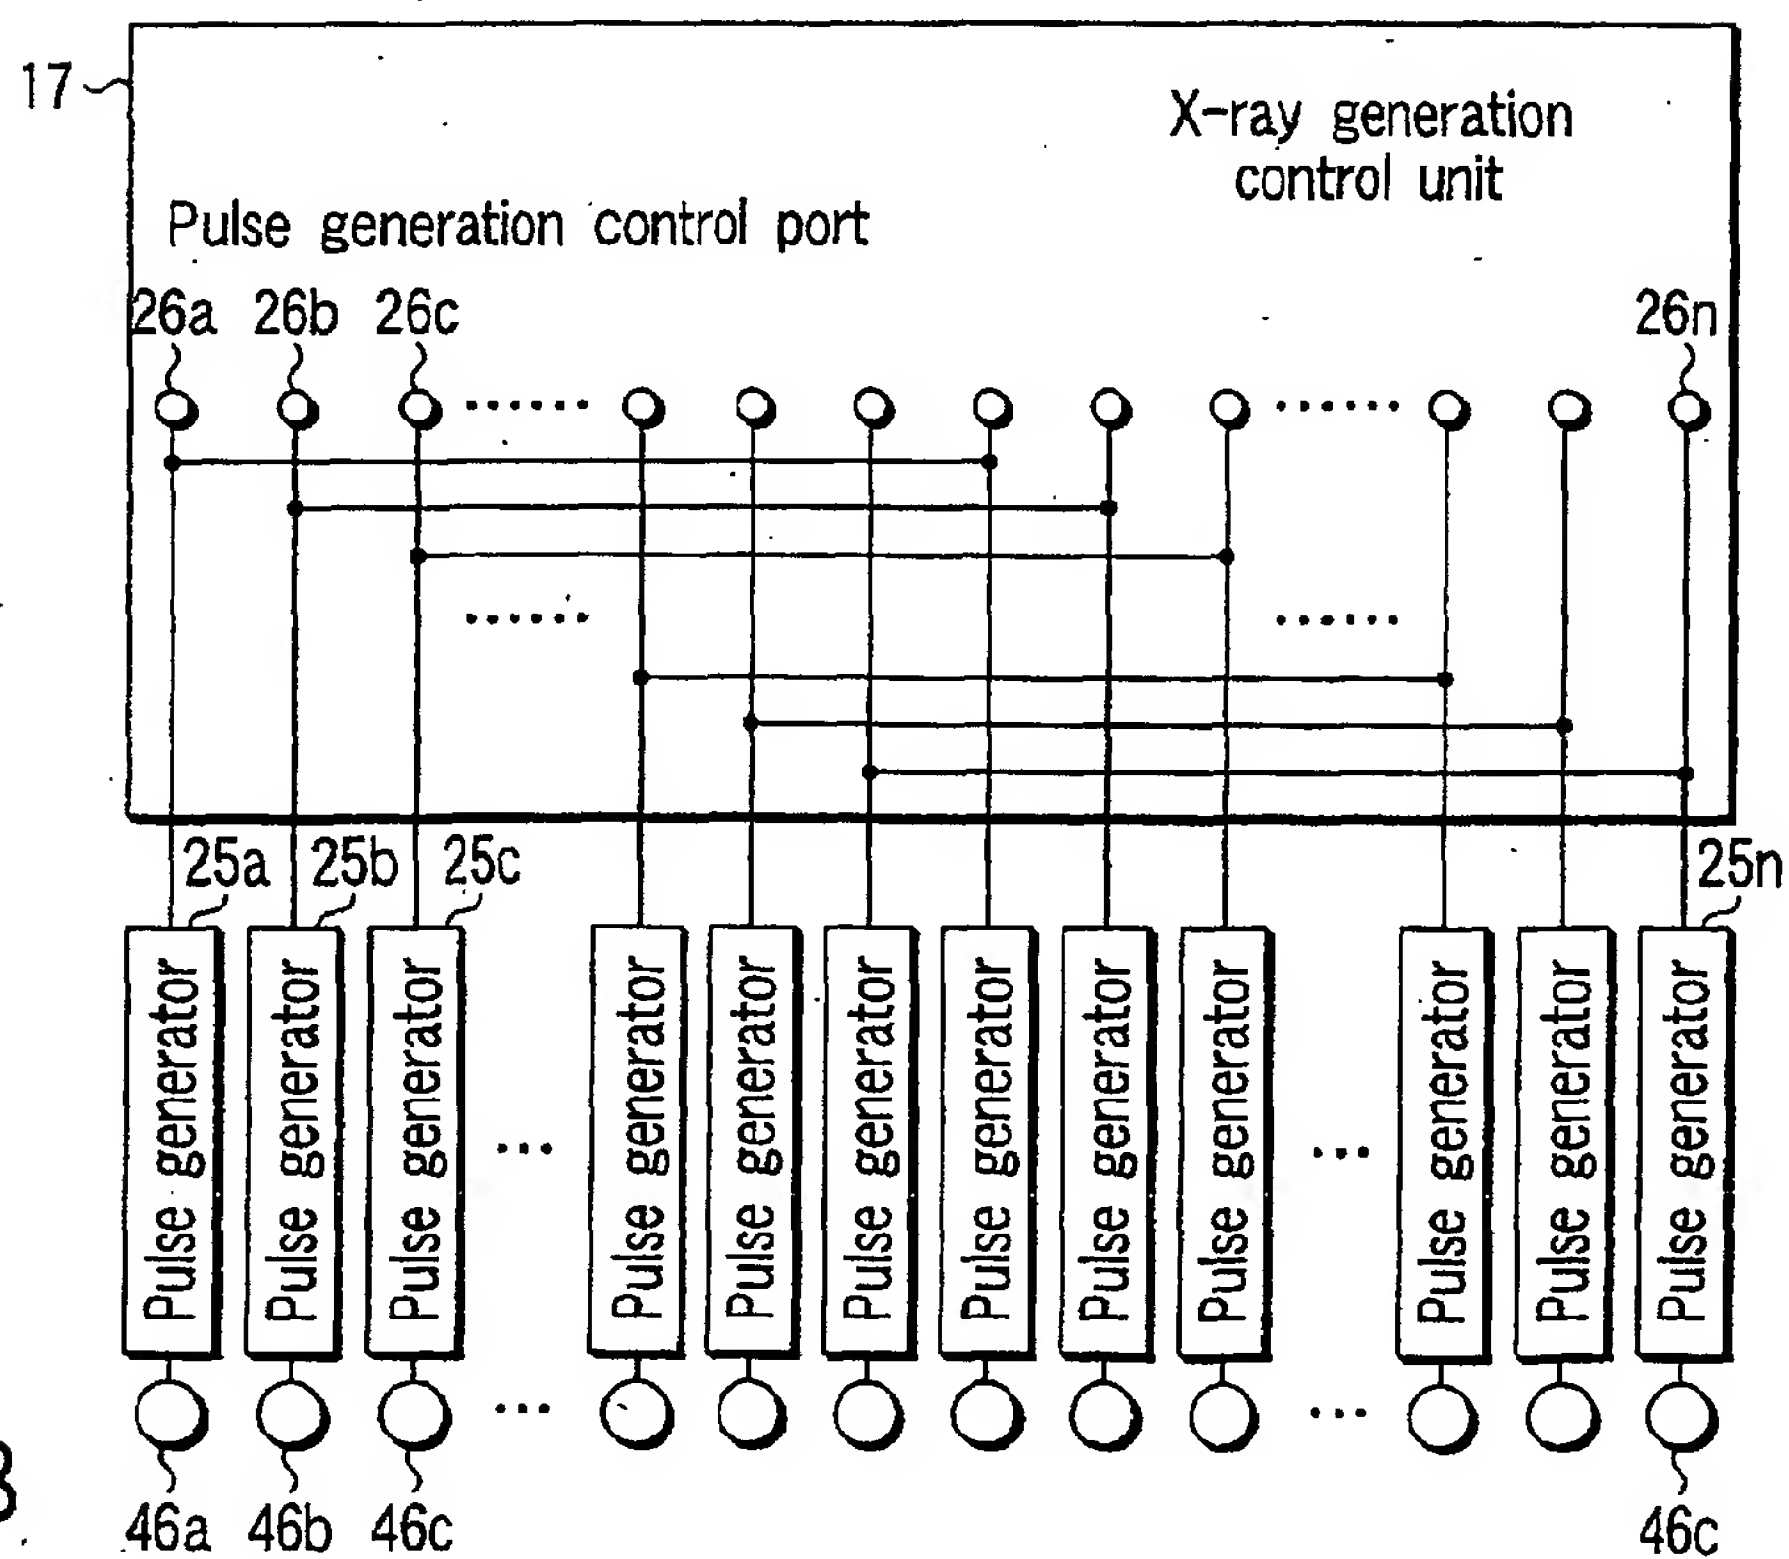 17
X-ray generation
control unit
Pulse generation control port
26a 26b 26c 26n
25a 25b 25c 25n
Pulse generator
Pulse generator
Pulse generator
Pulse generator
Pulse generator
Pulse generator
Pulse generator
Pulse generator
Pulse generator
Pulse generator
Pulse generator
Pulse generator
46a 46b 46c 46c